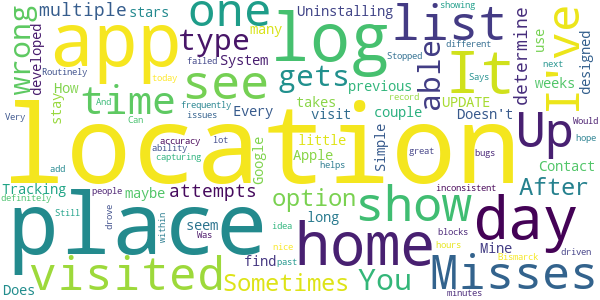 Wrong
multiple stars
one
Uninstalling
list
I've
app
log
many
able
determine
developed
type
System
It
use
designed
How
see
gets
previous
UPDATE
weeks
different
showing
Stopped
next
Says
Routinely
failed
today
stay
time
frequently
issues
Every
takes
visit
couple
Doesn't
And
Can
Very
accuracy
record
Simple
Contact
Would
hope
location
Up
ability
lot
capturing
Google
little
Apple
helps
great
bugs
add
Tracking
people
maybe
attempts
After
inconsistent
definitely
option
show
day
Still
drove
within
seem
long
home
blocks
Mine
place
Was
idea
find
past
nice
hours
Bismarck
driven
Does
visited
Sometimes
You
minutes
Misses